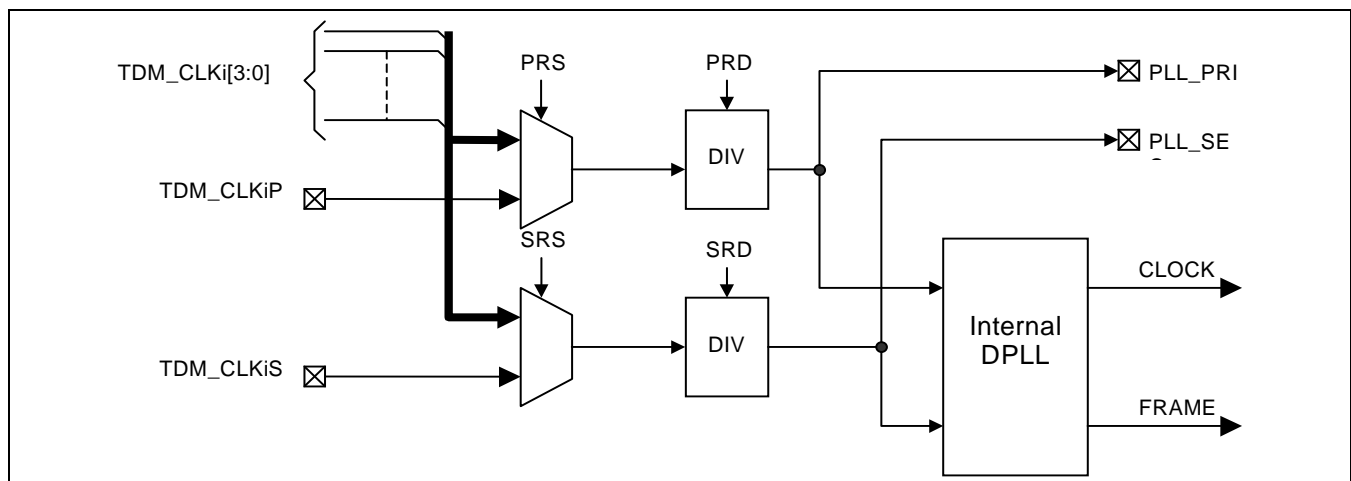 TDM_CLKi[3:0]
PRS
PRD
PLL_PRI
DIV
PLL_SE
TDM_CLKiP
SRS
SRD
CLOCK
DIV
Internal
DPLL
TDM_CLKiS
FRAME